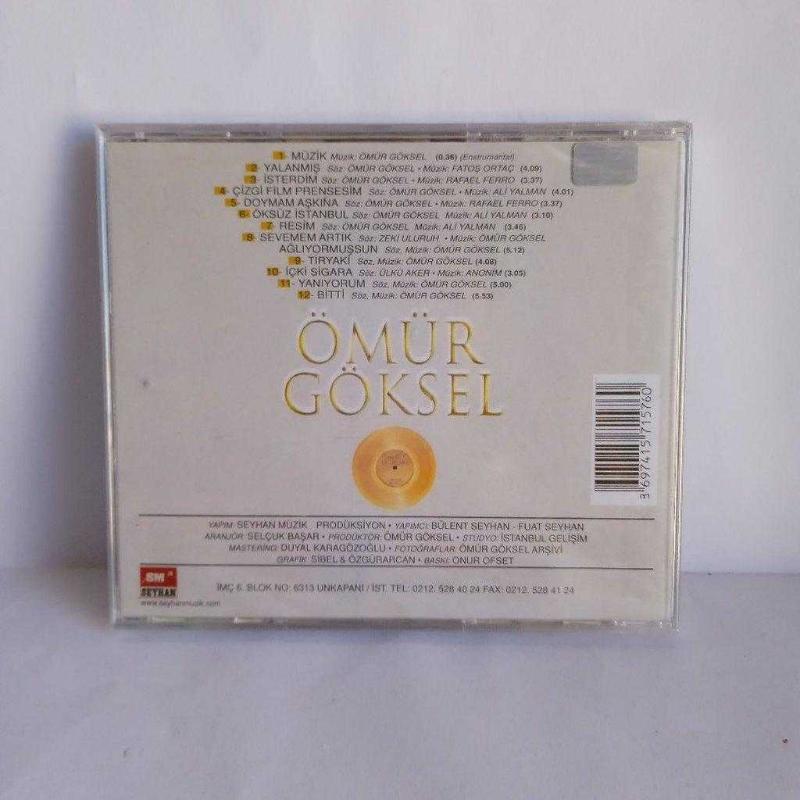 1- MÜZİK Müzik: ÖMÜR GÖKSEL (0.36) (Enstrumantal)
2- YALANMIŞ Söz: ÖMÜR GÖKSEL • Müzik: FATOŞ ORTAÇ (4.09)
3- İSTERDİM Söz: ÖMÜR GÖKSEL • Müzik: RAFAEL FERRO (3.37)
4- ÇİZGİ FİLM PRENSESİM Söz: ÖMÜR GÖKSEL • Müzik: ALİ YALMAN (4.01)
5- DOYMAM AŞKINA Söz: ÖMÜR GÖKSEL • Müzik: RAFAEL FERRO (3.37)
6- ÖKSÜZ İSTANBUL Söz: ÖMÜR GÖKSEL Müzik: ALİ YALMAN (3.10)
7- RESİM Söz: ÖMÜR GÖKSEL Müzik: ALİ YALMAN (3.45)
8- SEVEMEM ARTIK Söz: ZEKİ ULURUH • Müzik: ÖMÜR GÖKSEL
AĞLIYORMUŞSUN Söz, Müzik: ÖMÜR GÖKSEL (5.12)
9- TIRYAKİ Söz, Müzik: ÖMÜR GÖKSEL (4.08)
10- İÇKİ SİGARA Söz: ÜLKÜ AKER • Müzik: ANONİM (3.05)
11- YANIYORUM Söz, Müzik: ÖMÜR GÖKSEL (5.00)
12- BİTTİ Söz, Müzik: ÖMÜR GÖKSEL (5.53)
ÖMÜR
GÖKSEL
3697415715760
YAPIM: SEYHAN MÜZİK PRODÜKSİYON • YAPIMCI: BÜLENT SEYHAN - FUAT SEYHAN
ARANJÖR: SELÇUK BAŞAR • PRODÜKTÖR: ÖMÜR GÖKSEL • STUDYO: İSTANBUL GELİŞİM
MASTERING: DUYAL KARAGÖZOĞLU • FOTOĞRAFLAR: ÖMÜR GÖKSEL ARŞİVİ
GRAFİK: SİBEL & ÖZGÜRARCAN • BASKI: ONUR OFSET
SM
SEYHAN
İMÇ 6. BLOK NO: 6313 UNKAPANI / İST. TEL: 0212. 528 40 24 FAX: 0212. 528 41 24
www.seyhanmuzik.com